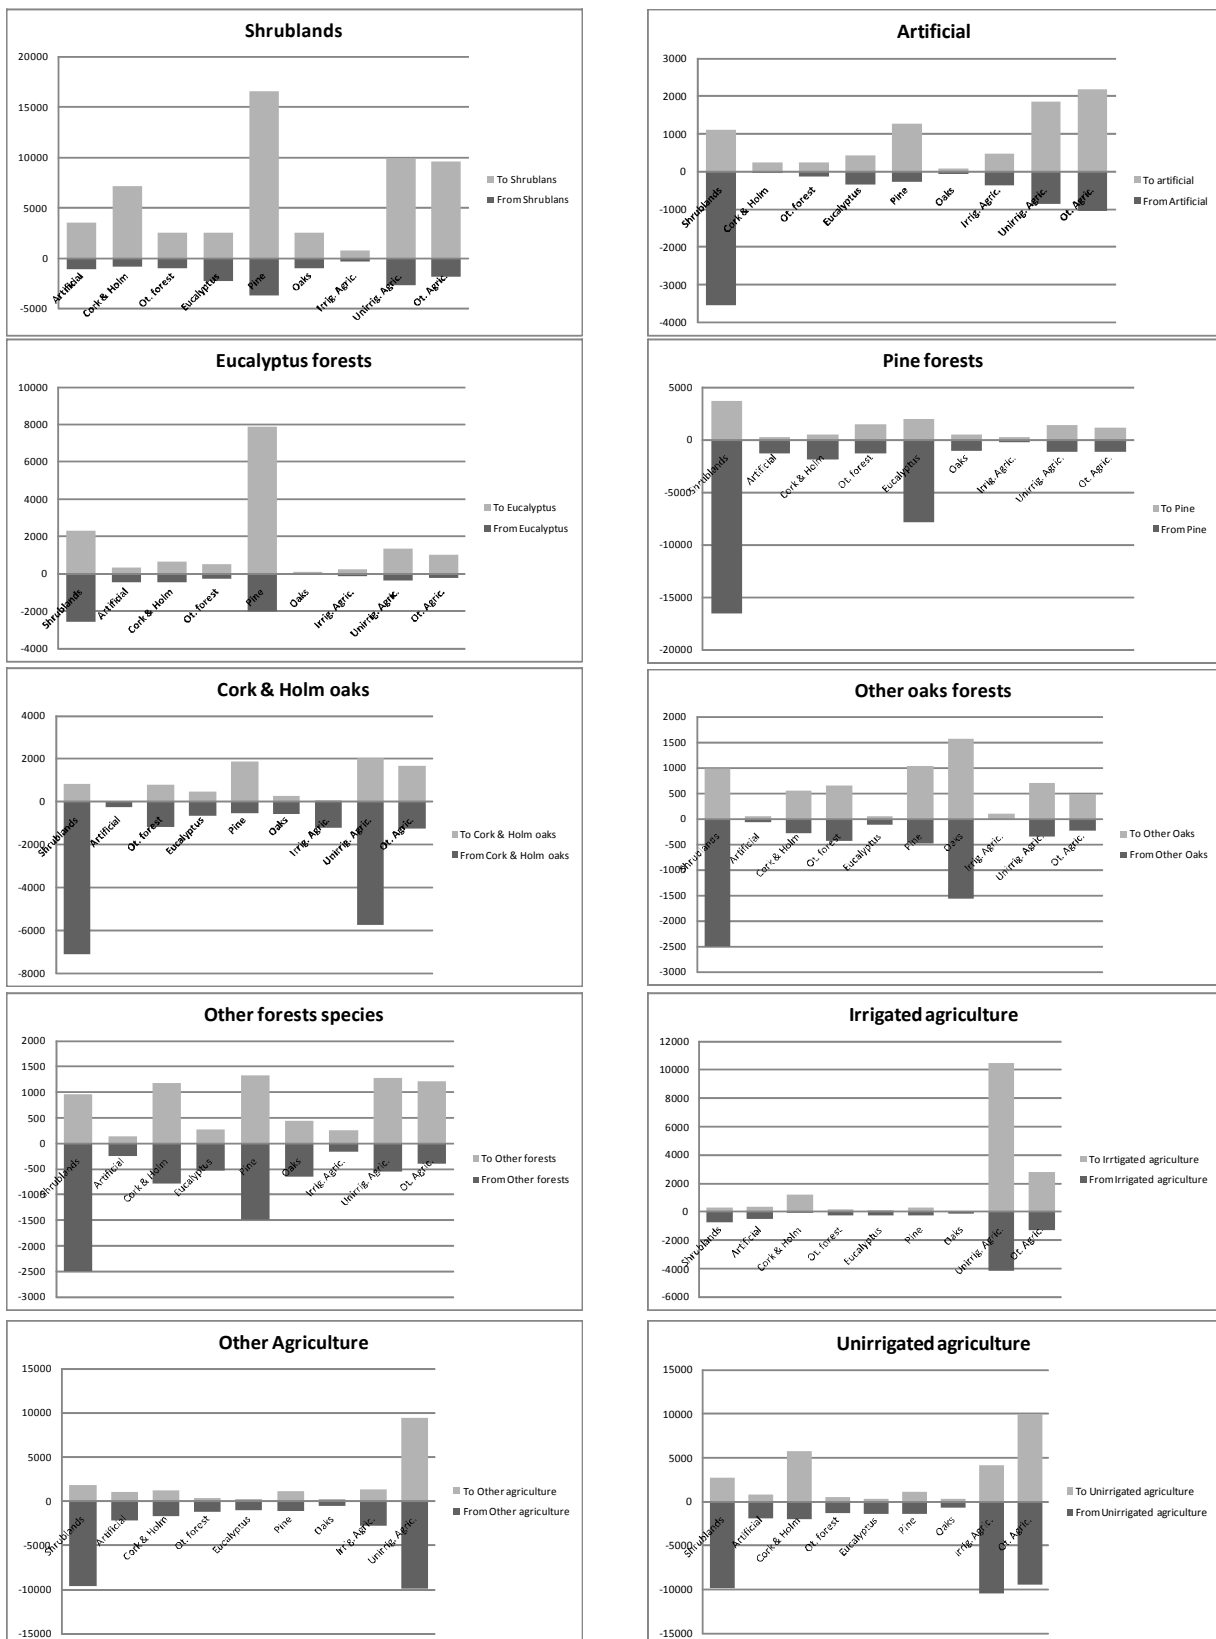 Shrublands
20000
15000
10000
5000
0
-5000
Artificial
Cork & Holm
Ot. forest
Eucalyptus
Pine
Oaks
Irrig. Agric.
Unirrig. Agric.
Ot. Agric.
To Shrublans
From Shrublans
Artificial
3000
2000
1000
0
-1000
-2000
-3000
-4000
Shrublands
Cork & Holm
Ot. forest
Eucalyptus
Pine
Oaks
Irrig. Agric.
Unirrig. Agric.
Ot. Agric.
To artificial
From Artificial
Eucalyptus forests
10000
8000
6000
4000
2000
0
-2000
-4000
Shrublands
Artificial
Cork & Holm
Ot. forest
Pine
Oaks
Irrig. Agric.
Unirrig. Agric.
Ot. Agric.
To Eucalyptus
From Eucalyptus
Pine forests
5000
0
-5000
-10000
-15000
-20000
Shrublands
Artificial
Cork & Holm
Ot. forest
Eucalyptus
Oaks
Irrig. Agric.
Unirrig. Agric.
Ot. Agric.
To Pine
From Pine
Cork & Holm oaks
4000
2000
0
-2000
-4000
-6000
-8000
Shrublands
Artificial
Ot. forest
Eucalyptus
Pine
Oaks
Irrig. Agric.
Unirrig. Agric.
Ot. Agric.
To Cork & Holm oaks
From Cork & Holm oaks
Other oaks forests
2000
1500
1000
500
0
-500
-1000
-1500
-2000
-2500
-3000
Shrublands
Artificial
Cork & Holm
Ot. forest
Eucalyptus
Pine
Oaks
Irrig. Agric.
Unirrig. Agric.
Ot. Agric.
To Other Oaks
From Other Oaks
Other forests species
2000
1500
1000
500
0
-500
-1000
-1500
-2000
-2500
-3000
Shrublands
Artificial
Cork & Holm
Eucalyptus
Pine
Oaks
Irrig. Agric.
Unirrig. Agric.
Ot. Agric.
To Other forests
From Other forests
Irrigated agriculture
12000
10000
8000
6000
4000
2000
0
-2000
-4000
-6000
Shrublands
Artificial
Cork & Holm
Ot. forest
Eucalyptus
Pine
Oaks
Unirrig. Agric.
Ot. Agric.
To Irrtigated agriculture
From Irrigated agriculture
Other Agriculture
15000
10000
5000
0
-5000
-10000
-15000
Shrublands
Artificial
Cork & Holm
Ot. forest
Eucalyptus
Pine
Oaks
Irrig. Agric.
Unirrig. Agric.
To Other agriculture
From Other agriculture
Unirrigated agriculture
15000
10000
5000
0
-5000
-10000
-15000
Shrublands
Artificial
Cork & Holm
Ot. forest
Eucalyptus
Pine
Oaks
Irrig. Agric.
Ot. Agric.
To Unirrigated agriculture
From Unirrigated agriculture